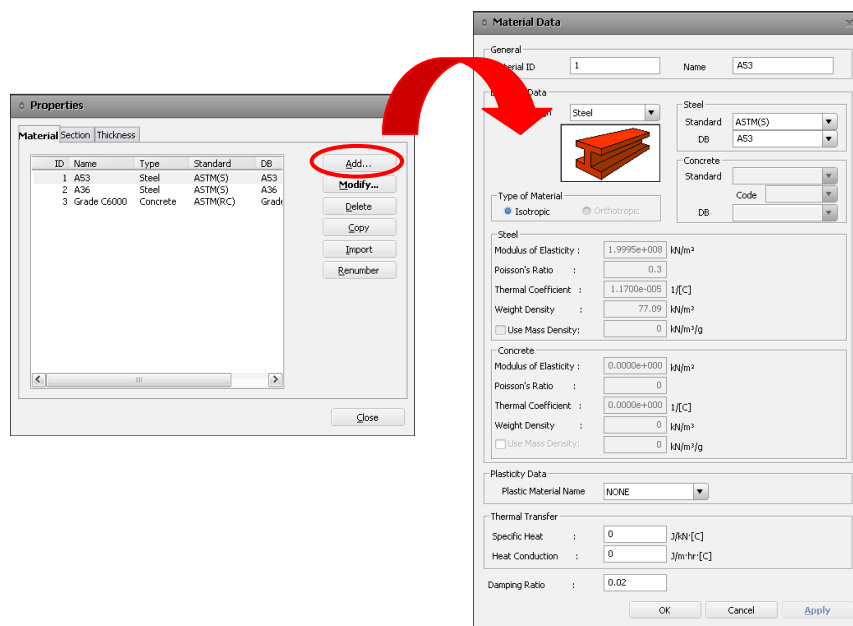 Properties
Material Section Thickness
ID Name Type Standard DB
1 A53 Steel ASTM(S) A53
2 A36 Steel ASTM(S) A36
3 Grade C6000 Concrete ASTM(RC) Grade
Add...
Modify...
Delete
Copy
Import
Renumber
Close
Material Data
General
Material ID 1 Name A53
Data
Steel
Steel
Standard ASTM(S)
DB A53
Concrete
Standard
Code
DB
Type of Material
Isotropic Orthotropic
Steel
Modulus of Elasticity : 1.9995e+008 kN/m²
Poisson's Ratio : 0.3
Thermal Coefficient : 1.1700e-005 1/[C]
Weight Density : 77.09 kN/m³
Use Mass Density: 0 kN/m³/g
Concrete
Modulus of Elasticity : 0.0000e+000 kN/m²
Poisson's Ratio : 0
Thermal Coefficient : 0.0000e+000 1/[C]
Weight Density : 0 kN/m³
Use Mass Density: 0 kN/m³/g
Plasticity Data
Plastic Material Name NONE
Thermal Transfer
Specific Heat : 0 J/kN·[C]
Heat Conduction : 0 J/m·hr·[C]
Damping Ratio : 0.02
OK Cancel Apply